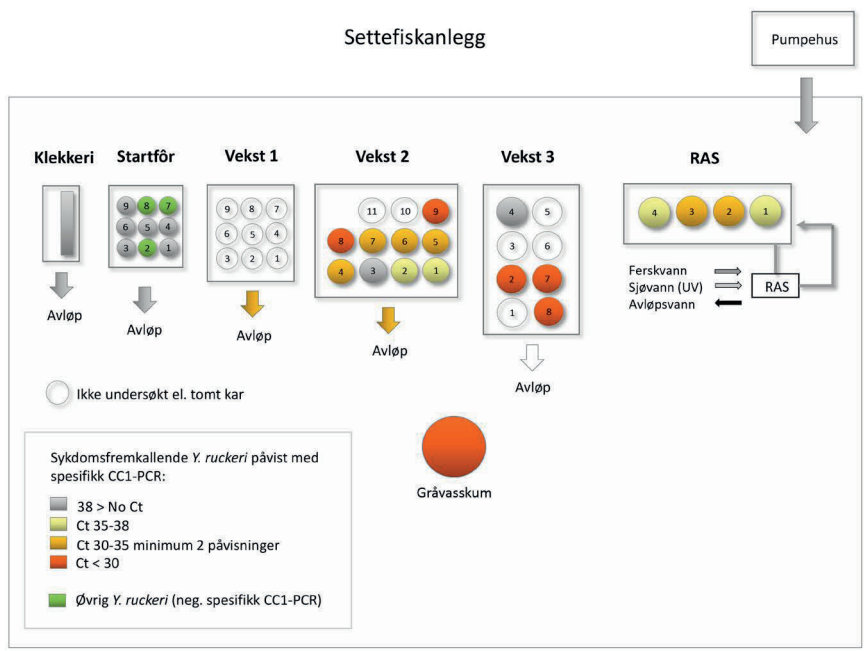 Settefiskanlegg
Pumpehus
Klekkeri
Startfôr
Vekst 1
Vekst 2
Vekst 3
RAS
9 8 7
6 5 4
3 2 1
9 8 7
6 5 4
3 2 1
11 10 9
8 7 6 5
4 3 2 1
4 5
3 6
2 7
1 8
4 3 2 1
Ferskvann
Sjøvann (UV)
Avløpsvann
RAS
Avløp
Avløp
Avløp
Avløp
Avløp
Ikke undersøkt el. tomt kar
Gråvasskum
Sykdomsfremkallende Y. ruckeri påvist med
spesifikk CC1-PCR:
38 > No Ct
Ct 35-38
Ct 30-35 minimum 2 påvisninger
Ct < 30
Øvrig Y. ruckeri (neg. spesifikk CC1-PCR)